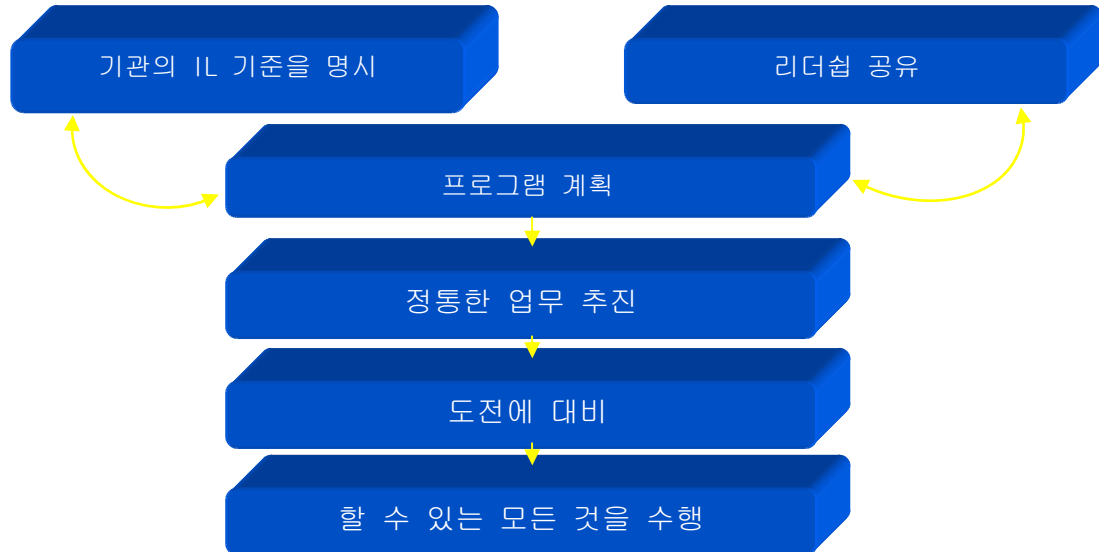 기관의 IL 기준을 명시
리더쉽 공유
프로그램 계획
정통한 업무 추진
도전에 대비
할 수 있는 모든 것을 수행